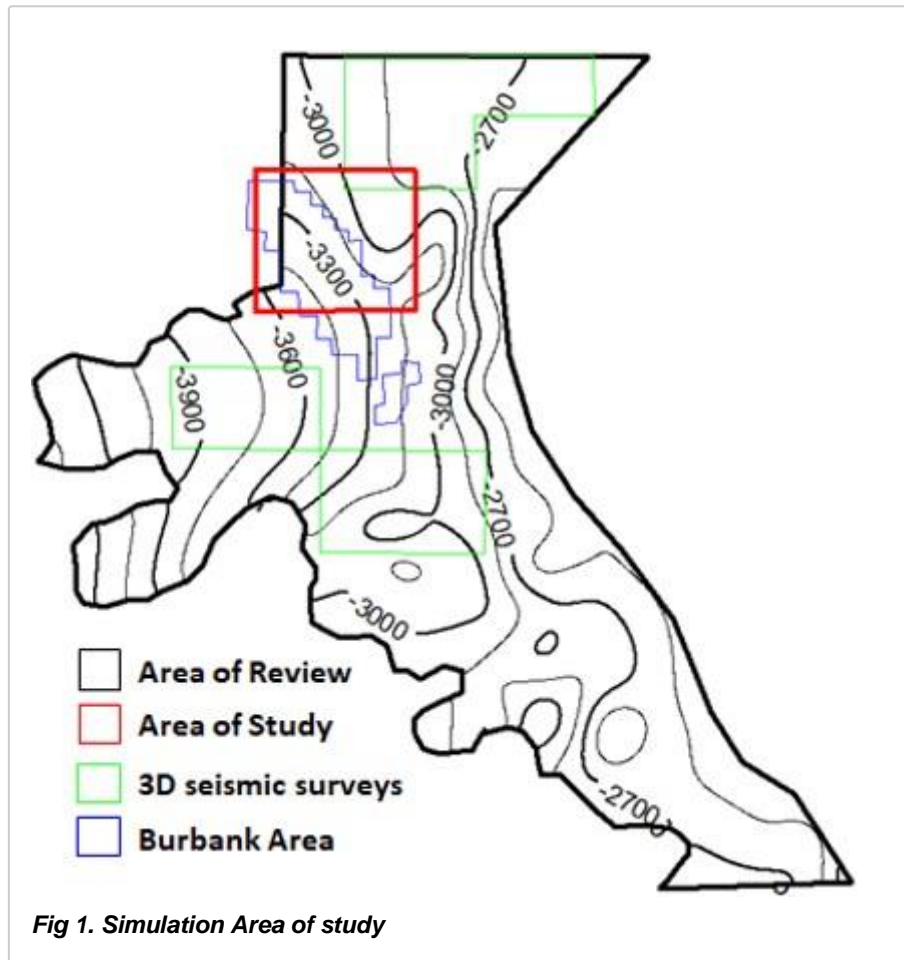 -3000
-2700
-3300
-3600
-3900
-3000
-2700
-3000
-2700
Area of Review
Area of Study
3D seismic surveys
Burbank Area
Fig 1. Simulation Area of study